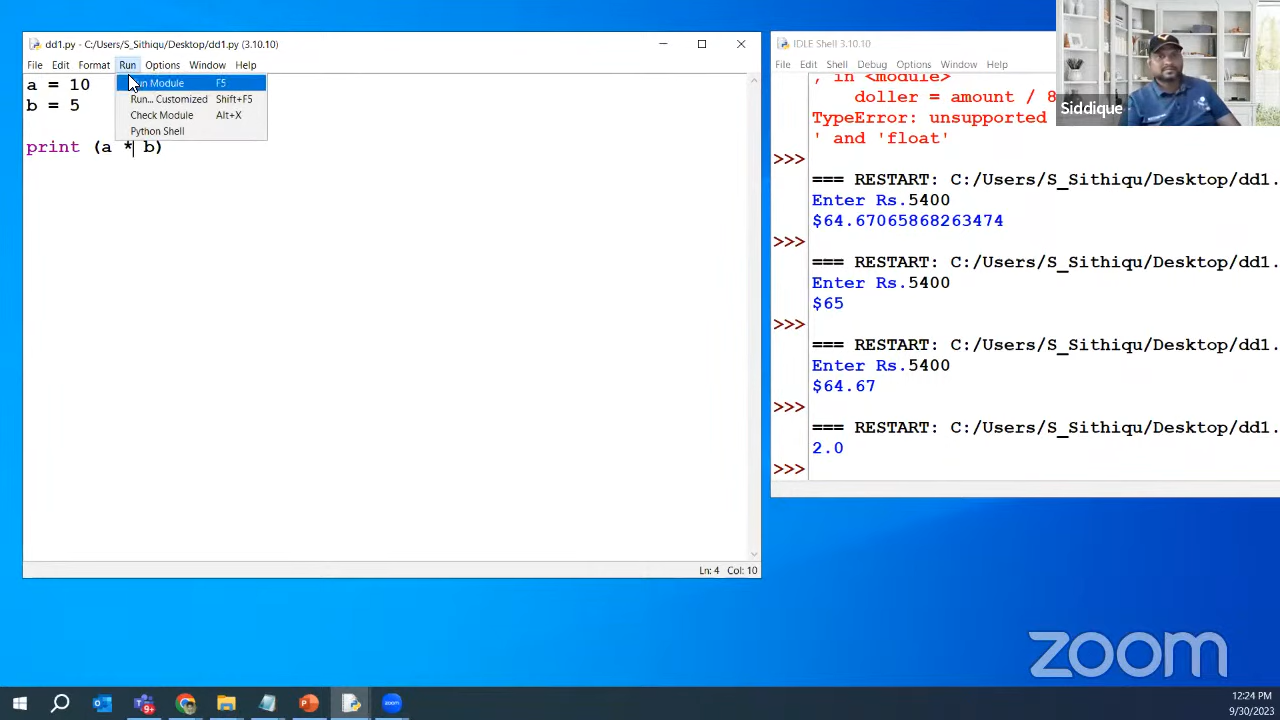 dd1.py - C:/Users/S_Sithiqu/Desktop/dd1.py (3.10.10)
File Edit Format Run Options Window Help
a = 10
b = 5
print (a * b)
Run Module F5
Run... Customized Shift+F5
Check Module Alt+X
Python Shell
Ln: 4 Col: 10
IDLE Shell 3.10.10
File Edit Shell Debug Options Window Help
', in <module>
doller = amount / 8
TypeError: unsupported
' and 'float'
>>>
=== RESTART: C:/Users/S_Sithiqu/Desktop/dd1.
Enter Rs.5400
$64.67065868263474
>>>
=== RESTART: C:/Users/S_Sithiqu/Desktop/dd1.
Enter Rs.5400
$65
>>>
=== RESTART: C:/Users/S_Sithiqu/Desktop/dd1.
Enter Rs.5400
$64.67
>>>
=== RESTART: C:/Users/S_Sithiqu/Desktop/dd1.
2.0
>>>
Siddique
zoom
zoom
12:24 PM
9/30/2023